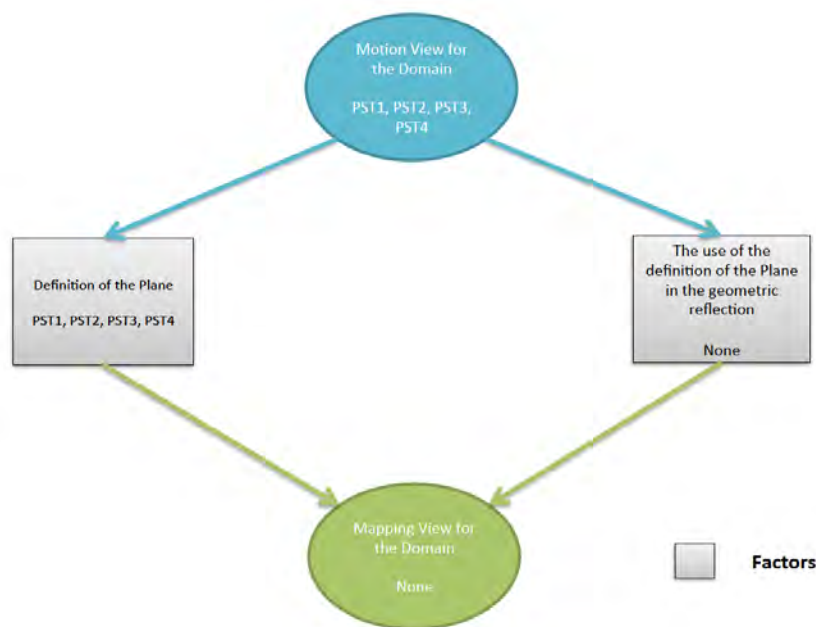 Motion View for
the Domain
PST1, PST2, PST3,
PST4
Definition of the Plane
PST1, PST2, PST3, PST4
The use of the
definition of the Plane
in the geometric
reflection
None
Mapping View for
the Domain
None
Factors